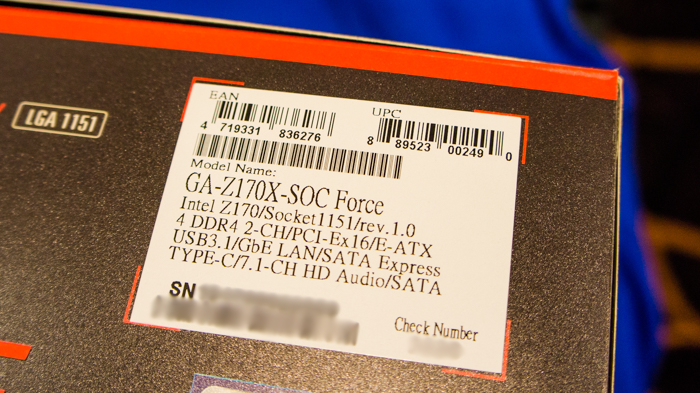 LGA 1151
EAN
UPC
4 719331 836276
8 89523 00249 0
Model Name:
GA-Z170X-SOC Force
Intel Z170/Socket1151/rev.1.0
4 DDR4 2-CH/PCI-Ex16/E-ATX
USB3.1/GbE LAN/SATA Express
TYPE-C/7.1-CH HD Audio/SATA
SN
Check Number